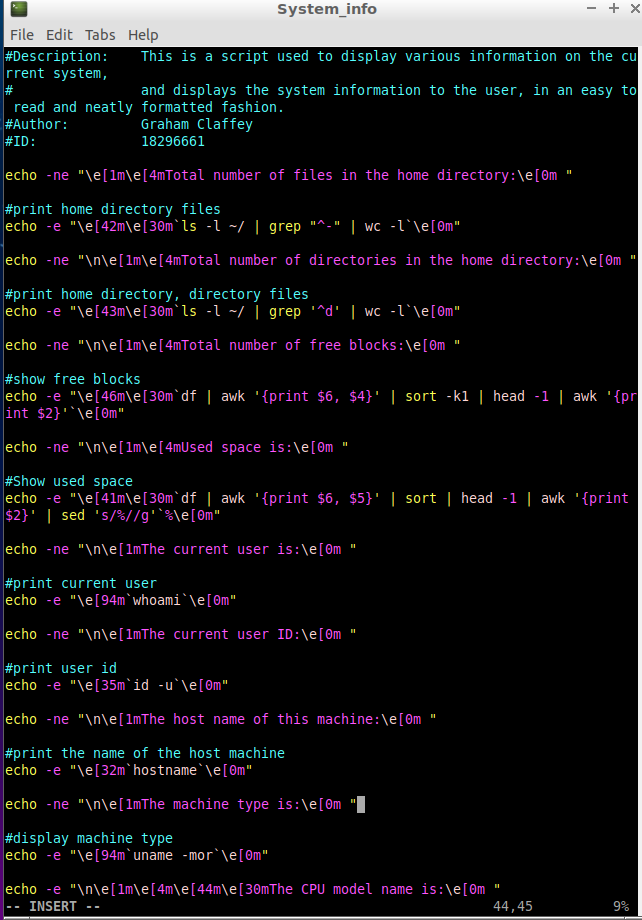 System_info
File Edit Tabs Help
#Description:    This is a script used to display various information on the cu
rrent system,
#                and displays the system information to the user, in an easy to
 read and neatly formatted fashion.
#Author:         Graham Claffey
#ID:             18296661
echo -ne "\e[1m\e[4mTotal number of files in the home directory:\e[0m "
#print home directory files
echo -e "\e[42m\e[30m`ls -l ~/ | grep "^-" | wc -l`\e[0m"
echo -ne "\n\e[1m\e[4mTotal number of directories in the home directory:\e[0m "
#print home directory, directory files
echo -e "\e[43m\e[30m`ls -l ~/ | grep '^d' | wc -l`\e[0m"
echo -ne "\n\e[1m\e[4mTotal number of free blocks:\e[0m "
#show free blocks
echo -e "\e[46m\e[30m`df | awk '{print $6, $4}' | sort -k1 | head -1 | awk '{pr
int $2}'`\e[0m"
echo -ne "\n\e[1m\e[4mUsed space is:\e[0m "
#Show used space
echo -e "\e[41m\e[30m`df | awk '{print $6, $5}' | sort | head -1 | awk '{print
$2}' | sed 's/%//g'`%\e[0m"
echo -ne "\n\e[1mThe current user is:\e[0m "
#print current user
echo -e "\e[94m`whoami`\e[0m"
echo -ne "\n\e[1mThe current user ID:\e[0m "
#print user id
echo -e "\e[35m`id -u`\e[0m"
echo -ne "\n\e[1mThe host name of this machine:\e[0m "
#print the name of the host machine
echo -e "\e[32m`hostname`\e[0m"
echo -ne "\n\e[1mThe machine type is:\e[0m "
#display machine type
echo -e "\e[94m`uname -mor`\e[0m"
echo -e "\n\e[1m\e[4m\e[44m\e[30mThe CPU model name is:\e[0m "
-- INSERT -- 44,45 9%